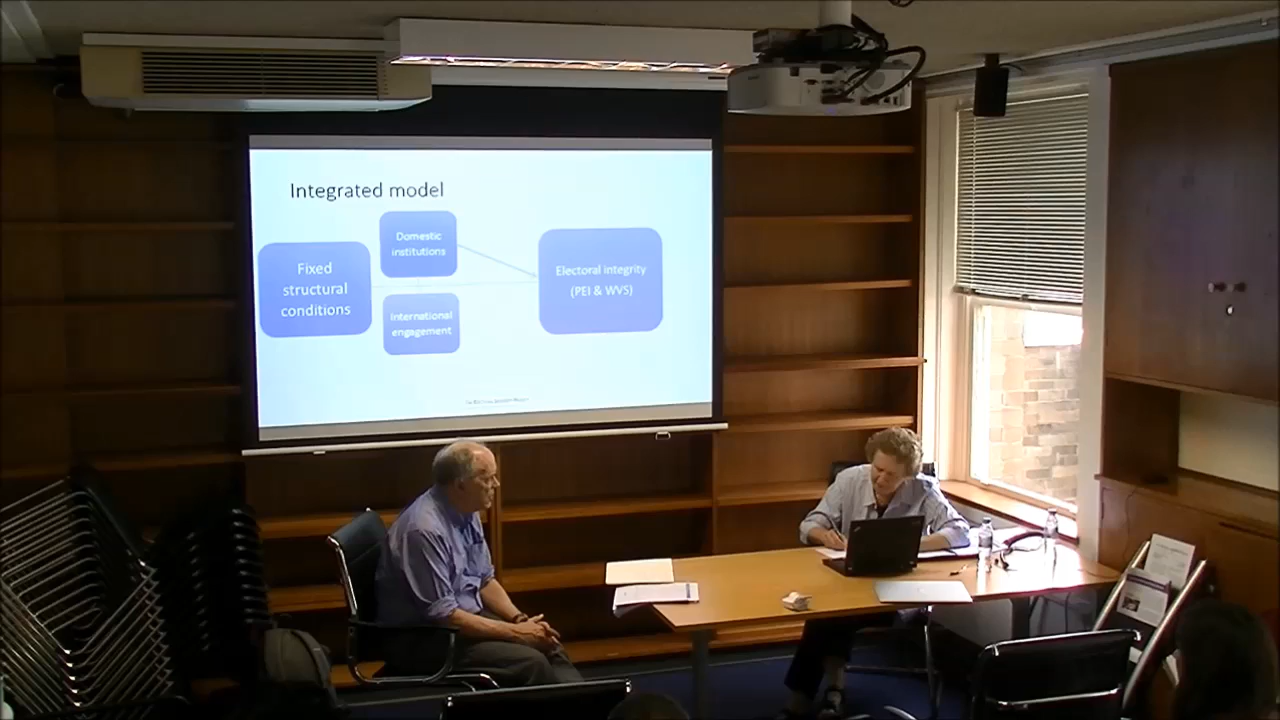 Integrated model
Domestic
institutions
Fixed
structural
conditions
International
engagement
Electoral integrity
(PEI & WVS)